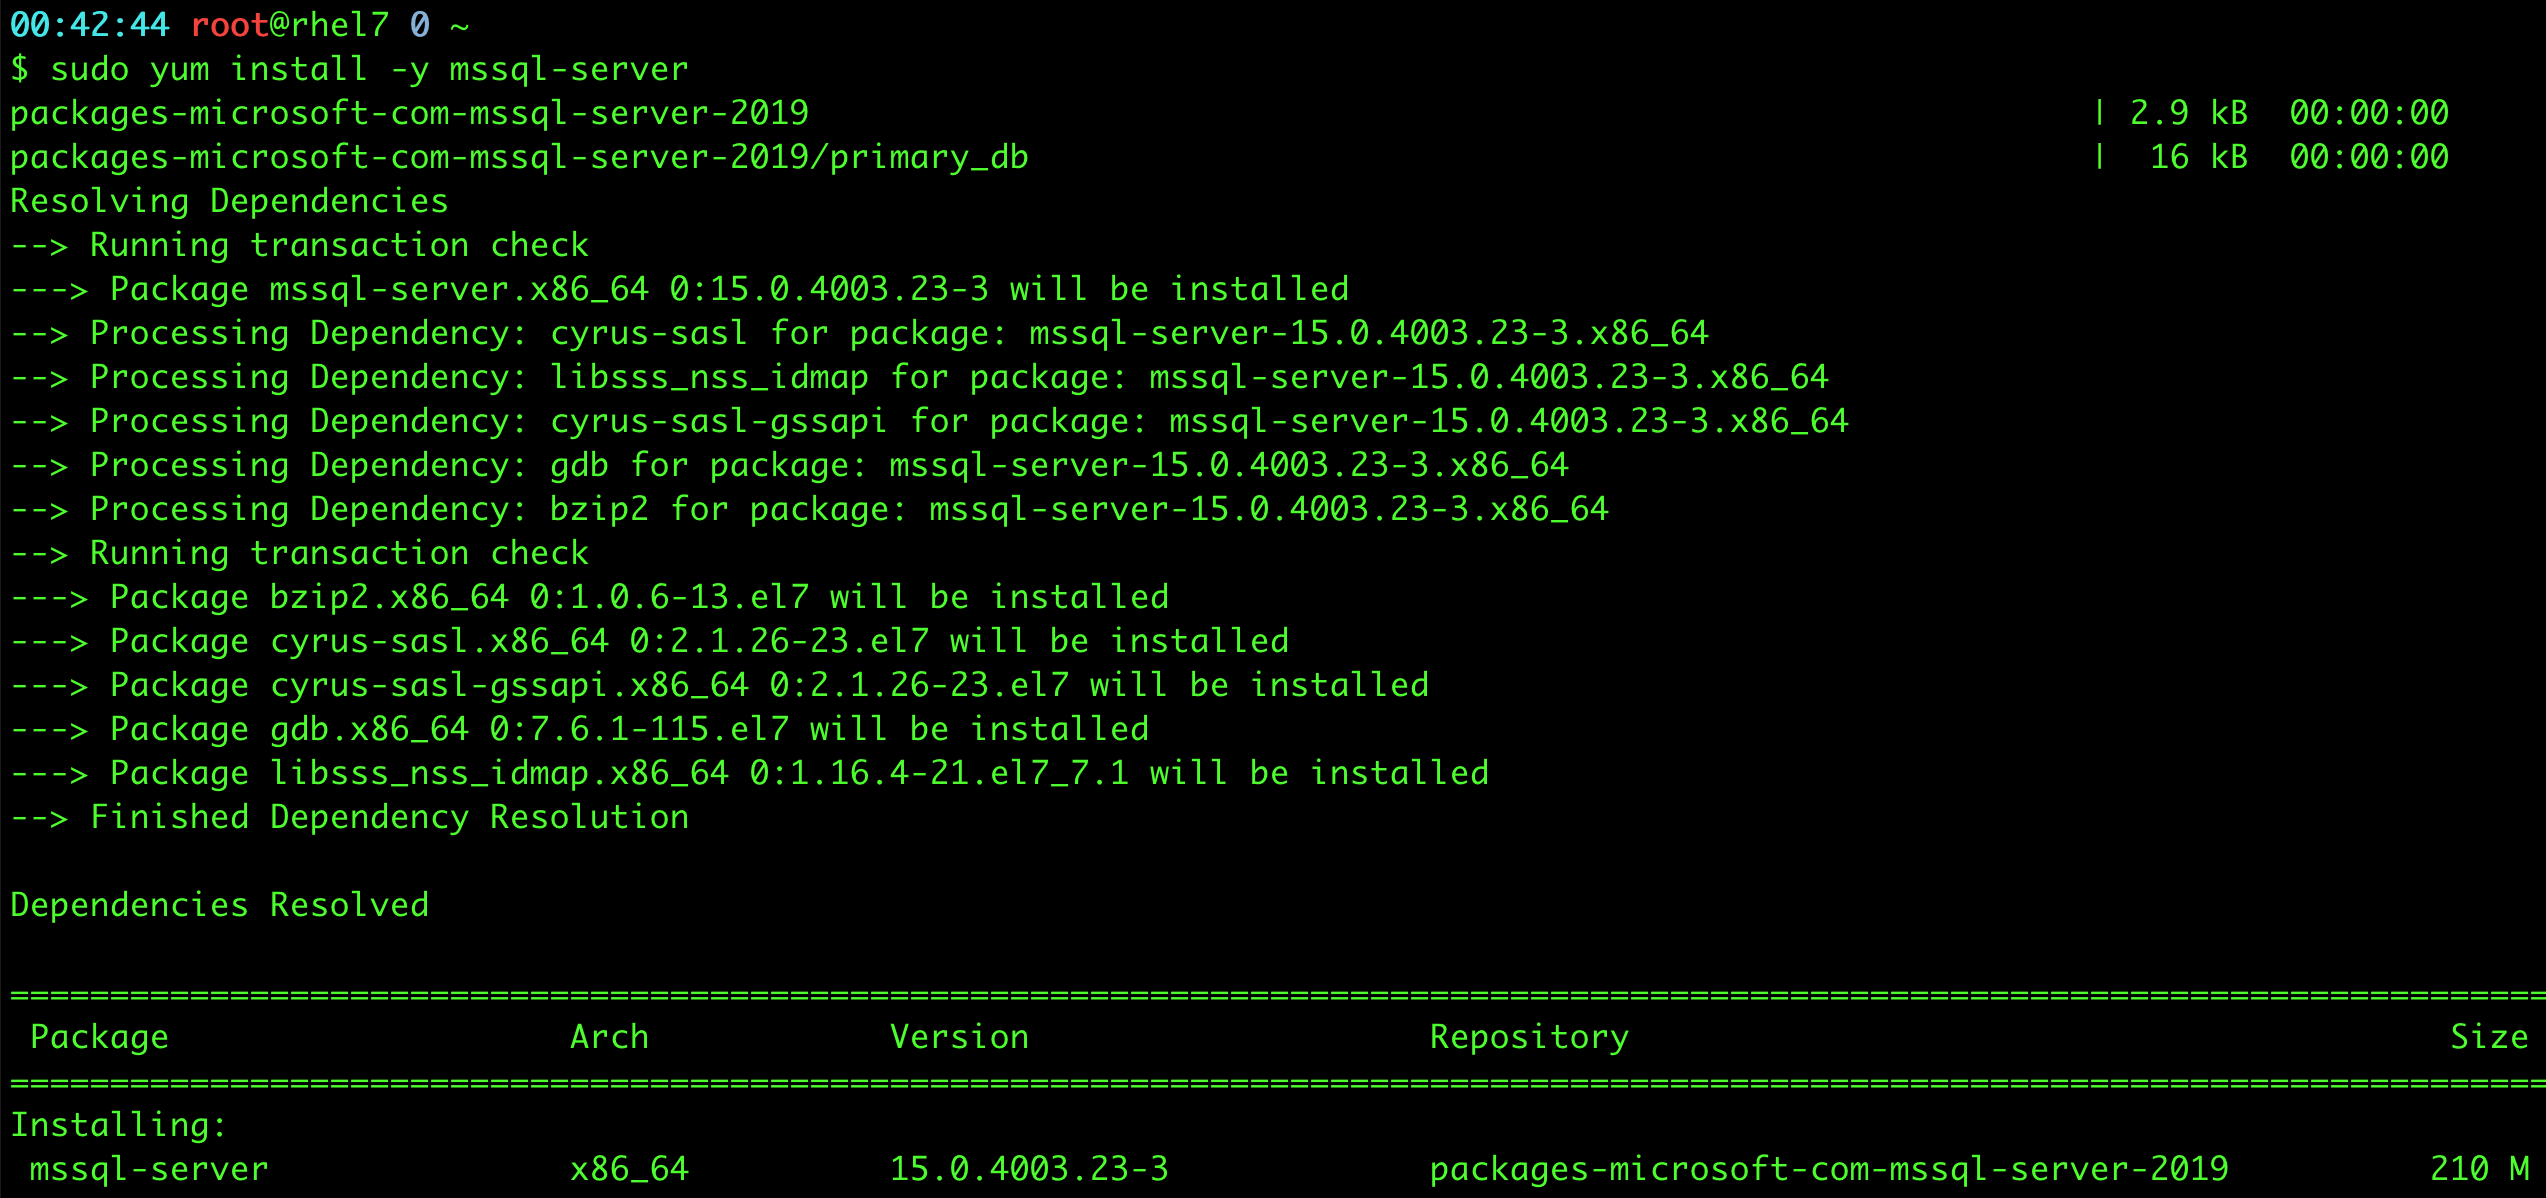 00:42:44 root@rhel7 0 ~
$ sudo yum install -y mssql-server
packages-microsoft-com-mssql-server-2019 | 2.9 kB 00:00:00
packages-microsoft-com-mssql-server-2019/primary_db | 16 kB 00:00:00
Resolving Dependencies
--> Running transaction check
---> Package mssql-server.x86_64 0:15.0.4003.23-3 will be installed
--> Processing Dependency: cyrus-sasl for package: mssql-server-15.0.4003.23-3.x86_64
--> Processing Dependency: libsss_nss_idmap for package: mssql-server-15.0.4003.23-3.x86_64
--> Processing Dependency: cyrus-sasl-gssapi for package: mssql-server-15.0.4003.23-3.x86_64
--> Processing Dependency: gdb for package: mssql-server-15.0.4003.23-3.x86_64
--> Processing Dependency: bzip2 for package: mssql-server-15.0.4003.23-3.x86_64
--> Running transaction check
---> Package bzip2.x86_64 0:1.0.6-13.el7 will be installed
---> Package cyrus-sasl.x86_64 0:2.1.26-23.el7 will be installed
---> Package cyrus-sasl-gssapi.x86_64 0:2.1.26-23.el7 will be installed
---> Package gdb.x86_64 0:7.6.1-115.el7 will be installed
---> Package libsss_nss_idmap.x86_64 0:1.16.4-21.el7_7.1 will be installed
--> Finished Dependency Resolution
Dependencies Resolved
================================================================================================================================
Package Arch Version Repository Size
================================================================================================================================
Installing:
mssql-server x86_64 15.0.4003.23-3 packages-microsoft-com-mssql-server-2019 210 M